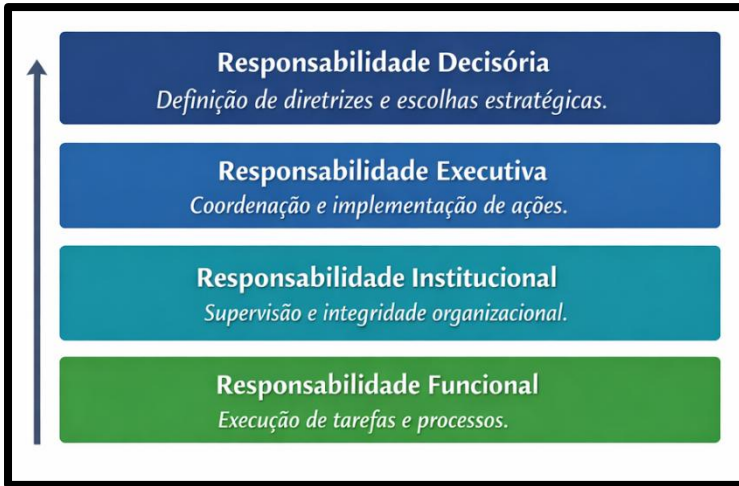 Responsabilidade Decisória
Definição de diretrizes e escolhas estratégicas.
Responsabilidade Executiva
Coordenação e implementação de ações.
Responsabilidade Institucional
Supervisão e integridade organizacional.
Responsabilidade Funcional
Execução de tarefas e processos.